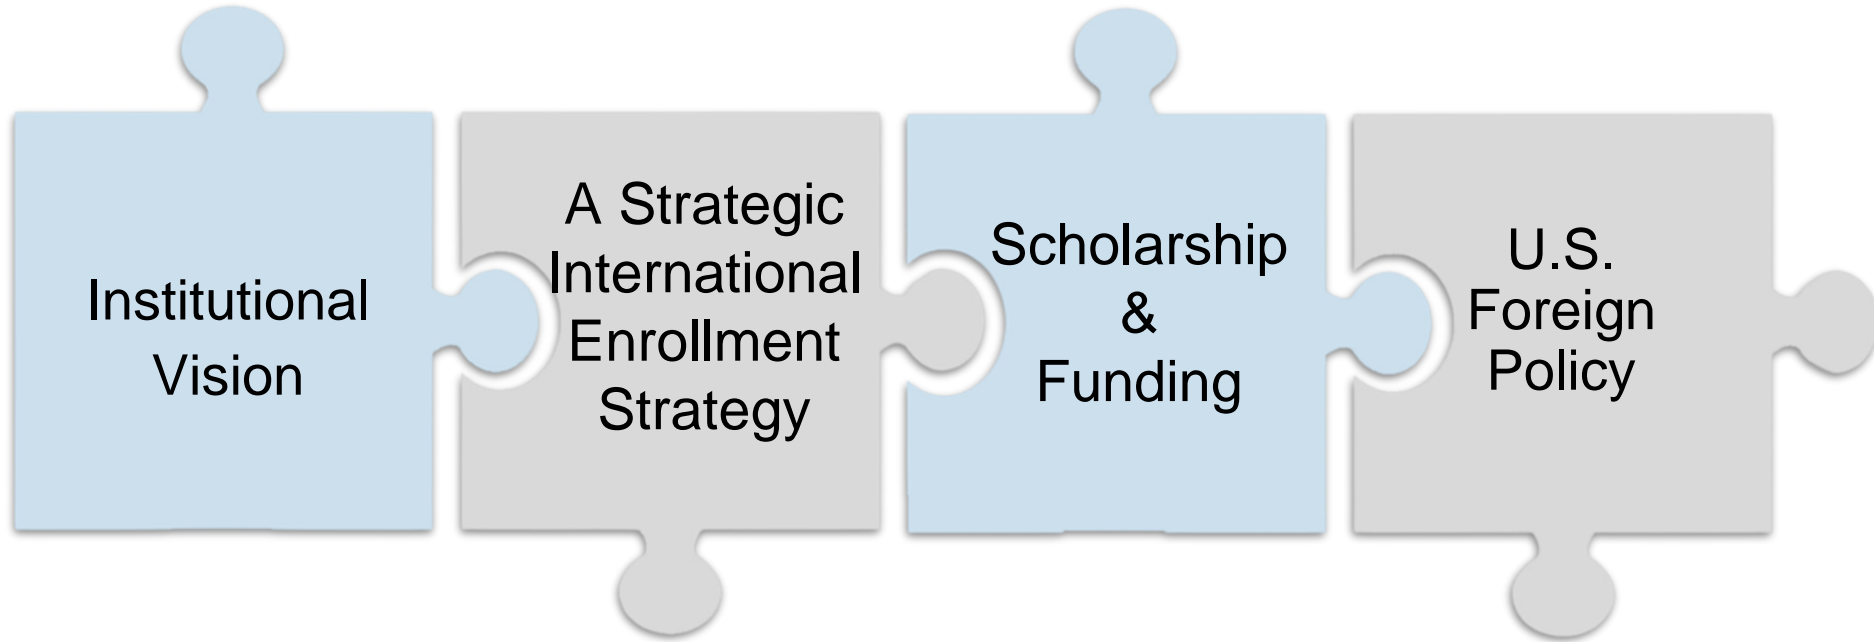 Institutional
Vision
A Strategic
International
Enrollment
Strategy
Scholarship
&
Funding
U.S.
Foreign
Policy